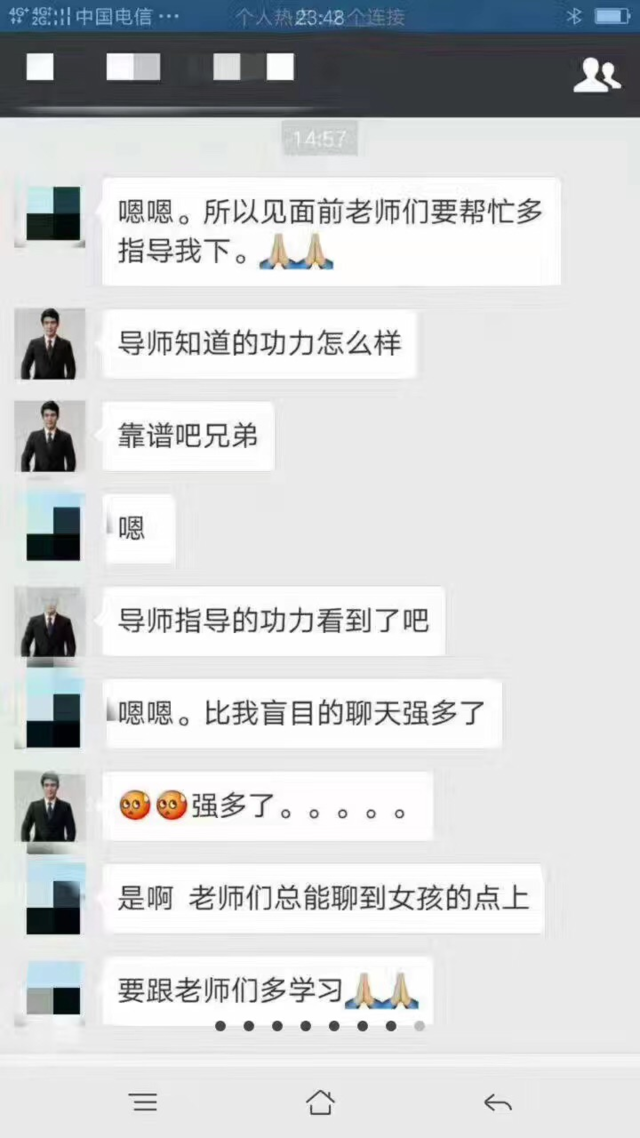 4G+ 4G+ 2G 中国电信 ··· 个人热点:2个连接 23:48
14:57
嗯嗯。所以见面前老师们要帮忙多
指导我下。🙏🙏
导师知道的功力怎么样
靠谱吧兄弟
嗯
导师指导的功力看到了吧
嗯嗯。比我盲目的聊天强多了
强多了。。。。。
是啊 老师们总能聊到女孩的点上
要跟老师们多学习🙏🙏